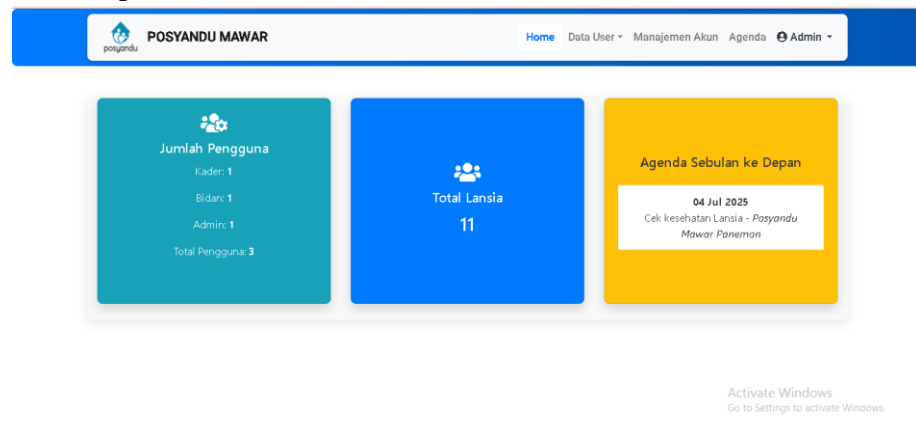 posyandu
POSYANDU MAWAR
Home Data User Manajemen Akun Agenda Admin
Jumlah Pengguna
Kader: 1
Bidan: 1
Admin: 1
Total Pengguna: 3
Total Lansia
11
Agenda Sebulan ke Depan
04 Jul 2025
Cek kesehatan Lansia - Posyandu
Mawar Panemon
Activate Windows
Go to Settings to activate Windows.